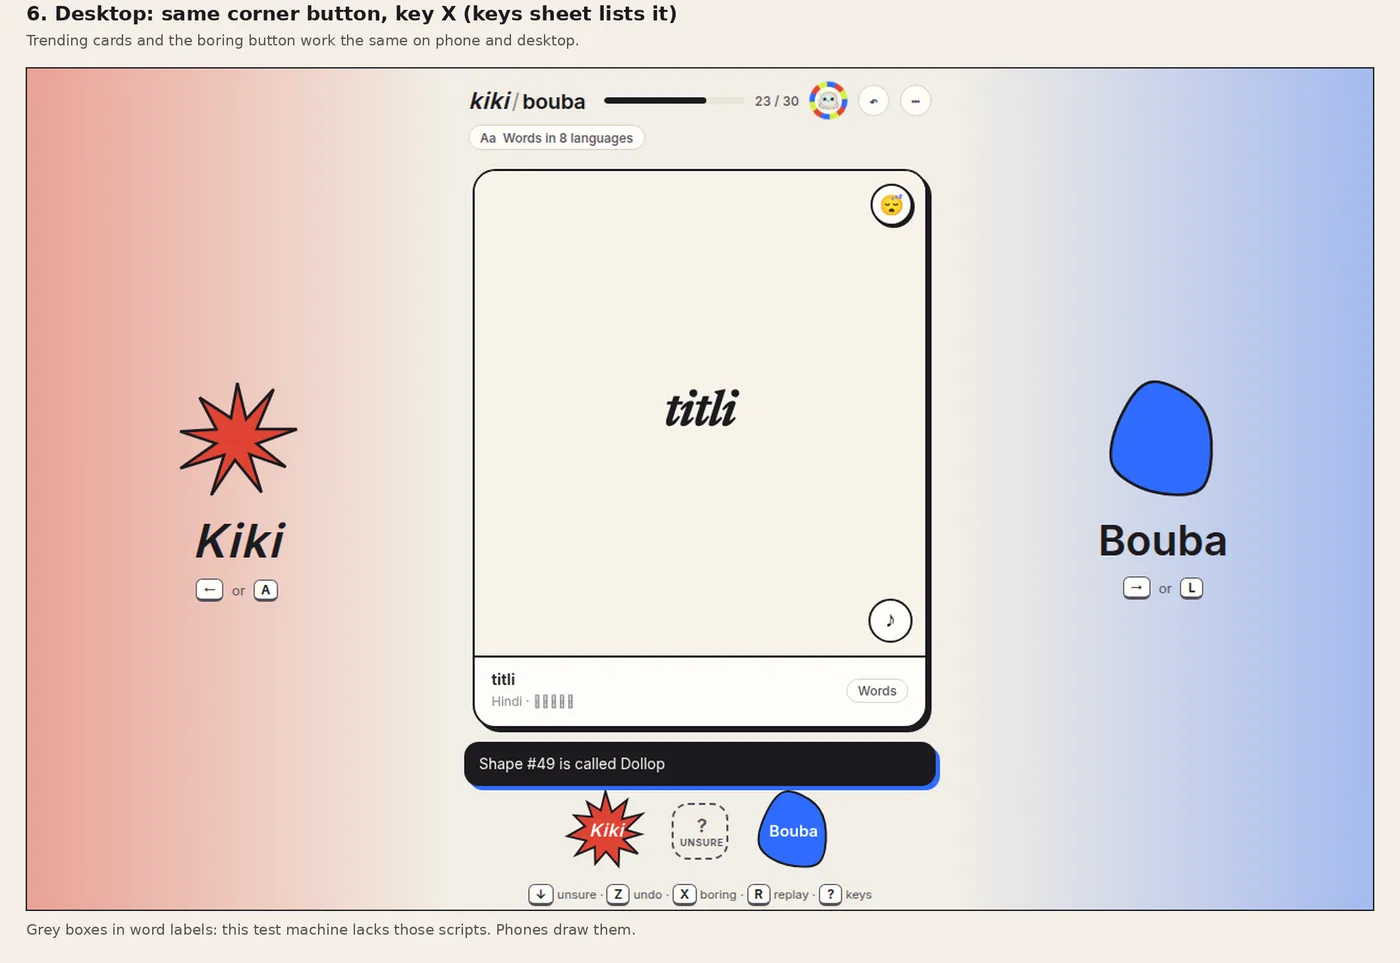 6. Desktop: same corner button, key X (keys sheet lists it)
Trending cards and the boring button work the same on phone and desktop.
kiki/bouba
23 / 30
Aa Words in 8 languages
titli
Kiki
← or A
Bouba
→ or L
titli
Hindi ·
Words
Shape #49 is called Dollop
Kiki
?
UNSURE
Bouba
↓ unsure · Z undo · X boring · R replay · ? keys
Grey boxes in word labels: this test machine lacks those scripts. Phones draw them.